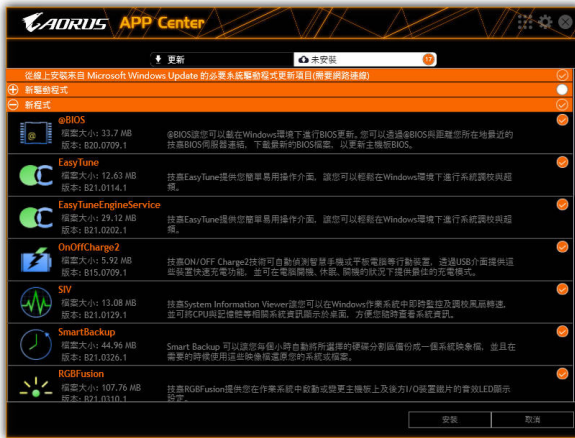 AORUS APP Center
更新
未安裝 17
從線上安裝來自 Microsoft Windows Update 的必要系統驅動程式更新項目(需要網路連線)
新驅動程式
新程式
@BIOS
檔案大小: 33.7 MB
版本: B20.0709.1
@BIOS讓您可以載在Windows環境下進行BIOS更新。您可以透過@BIOS與距離您所在地最近的
技嘉BIOS伺服器連結，下載最新的BIOS檔案，以更新主機板BIOS。
EasyTune
檔案大小: 12.63 MB
版本: B21.0114.1
技嘉EasyTune提供您簡單易用操作介面，讓您可以輕鬆在Windows環境下進行系統調校與超
頻。
EasyTuneEngineService
檔案大小: 29.12 MB
版本: B21.0202.1
技嘉EasyTune提供您簡單易用操作介面，讓您可以輕鬆在Windows環境下進行系統調校與超
頻。
OnOffCharge2
檔案大小: 5.92 MB
版本: B15.0709.1
技嘉ON/OFF Charge2技術可自動偵測智慧手機或平板電腦等行動裝置，透過USB介面提供這
些裝置快速充電功能，並可在電腦開機、休眠、關機的狀況下提供最佳的充電模式。
SIV
檔案大小: 13.08 MB
版本: B21.0129.1
技嘉System Information Viewer讓您可以在Windows作業系統中即時監控及調校風扇轉速，
並可將CPU與記憶體等相關系統資訊顯示於桌面，方便您隨時查看系統資訊。
SmartBackup
檔案大小: 44.96 MB
版本: B21.0326.1
Smart Backup 可以讓您每個小時自動將所選擇的硬碟分割區備份成一個系統映象檔，並且在
需要的時候使用這些映像檔還原您的系統或檔案。
RGBFusion
檔案大小: 107.76 MB
版本: B21.0310.1
技嘉RGBFusion提供您在作業系統中啟動或變更主機板上及後方I/O裝置鐵片的音效LED顯示
設定。
安裝
取消